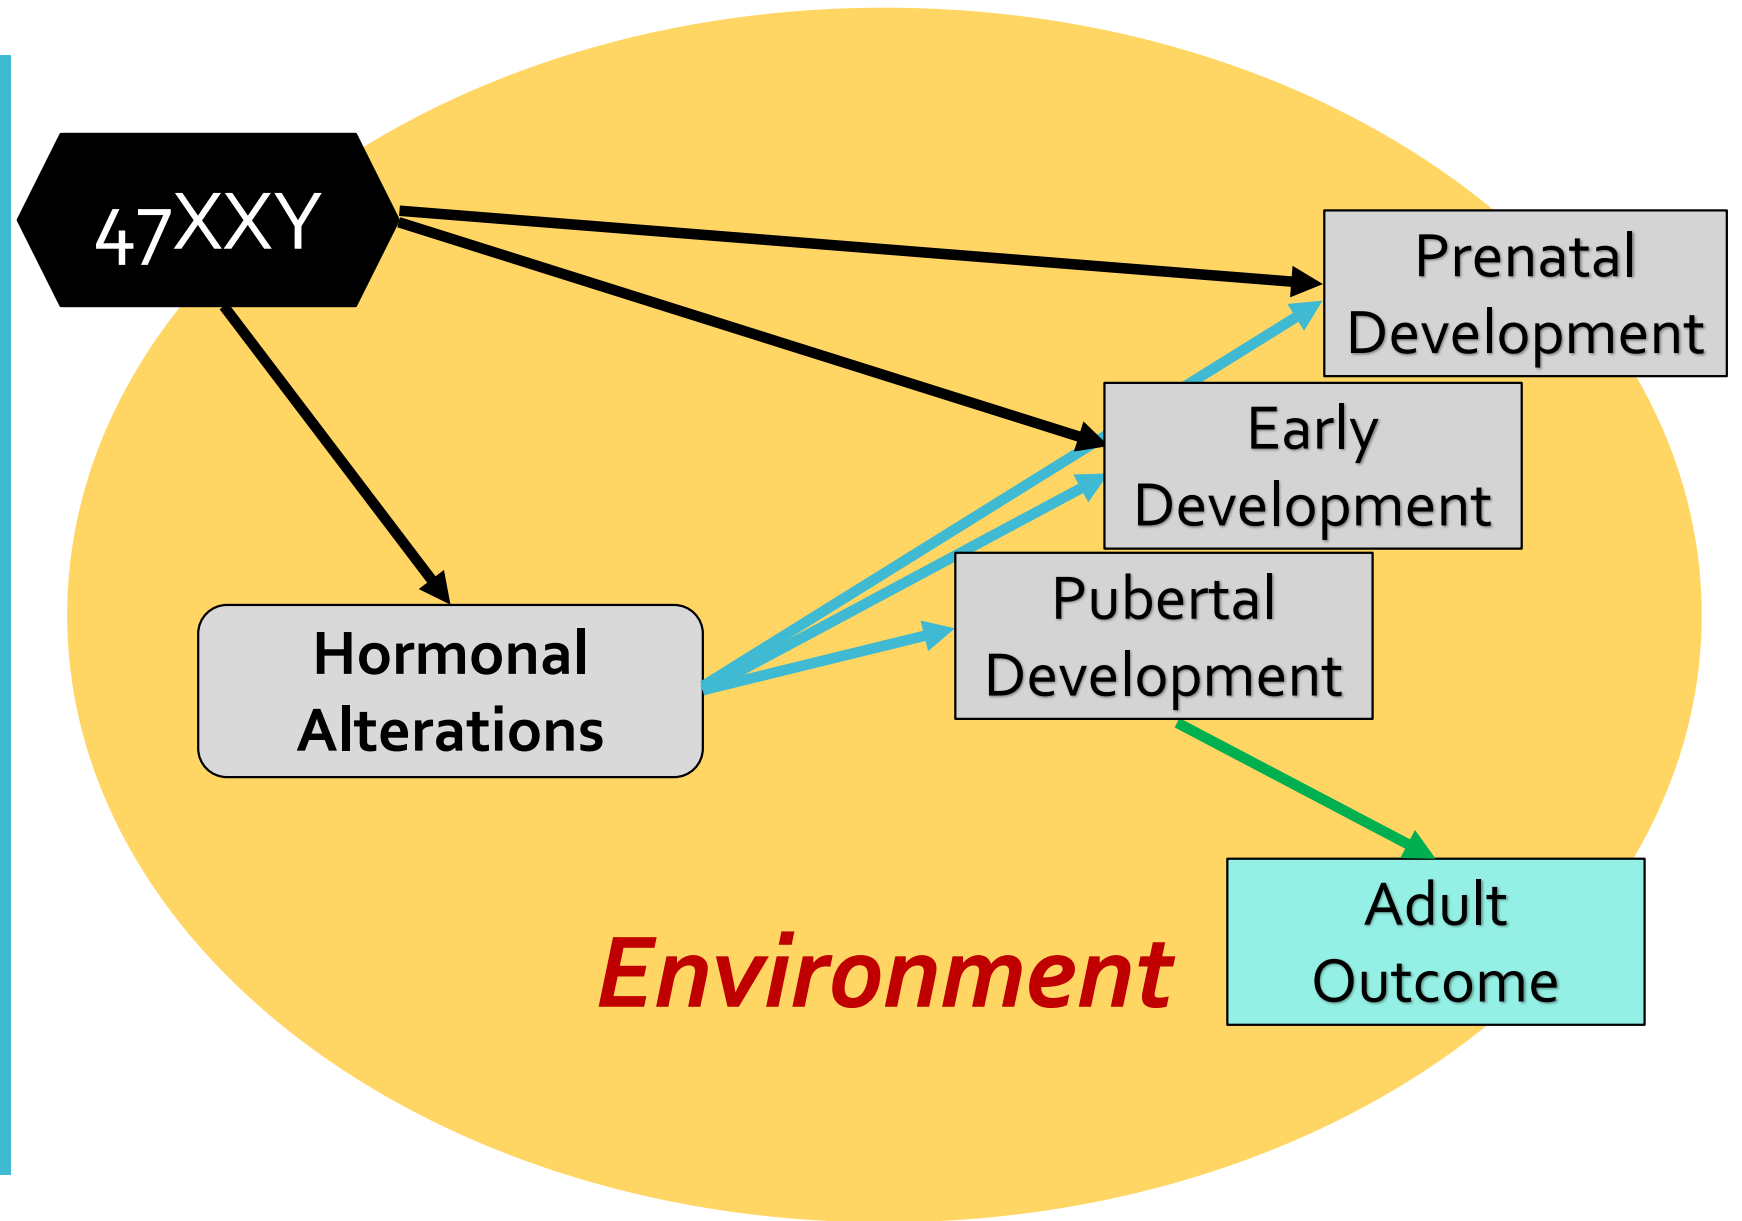 47XXY
Prenatal
Development
Early
Development
Pubertal
Development
Hormonal
Alterations
Adult
Outcome
Environment